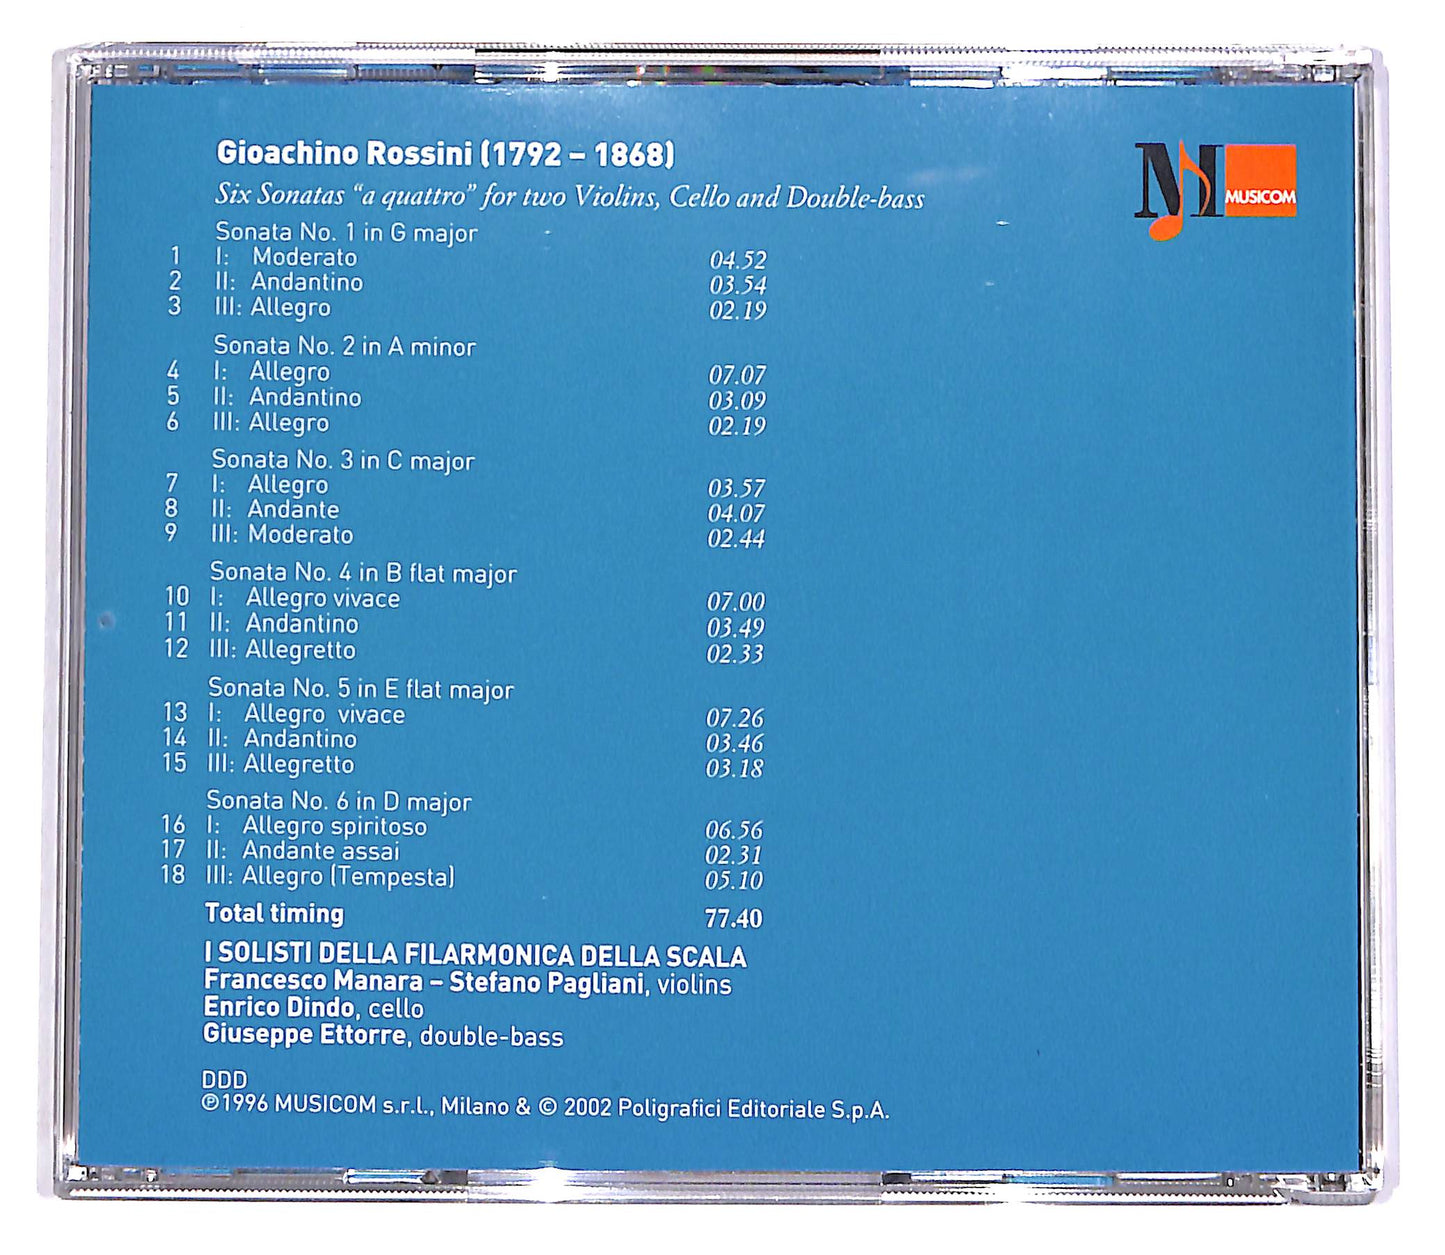 Gioachino Rossini (1792 – 1868)
Six Sonatas “a quattro” for two Violins, Cello and Double-bass
M MUSICOM
Sonata No. 1 in G major
1 I: Moderato 04.52
2 II: Andantino 03.54
3 III: Allegro 02.19
Sonata No. 2 in A minor
4 I: Allegro 07.07
5 II: Andantino 03.09
6 III: Allegro 02.19
Sonata No. 3 in C major
7 I: Allegro 03.57
8 II: Andante 04.07
9 III: Moderato 02.44
Sonata No. 4 in B flat major
10 I: Allegro vivace 07.00
11 II: Andantino 03.49
12 III: Allegretto 02.33
Sonata No. 5 in E flat major
13 I: Allegro vivace 07.26
14 II: Andantino 03.46
15 III: Allegretto 03.18
Sonata No. 6 in D major
16 I: Allegro spiritoso 06.56
17 II: Andante assai 02.31
18 III: Allegro (Tempesta) 05.10
Total timing 77.40
I SOLISTI DELLA FILARMONICA DELLA SCALA
Francesco Manara – Stefano Pagliani, violins
Enrico Dindo, cello
Giuseppe Ettorre, double-bass
DDD
℗1996 MUSICOM s.r.l., Milano & © 2002 Poligrafici Editoriale S.p.A.